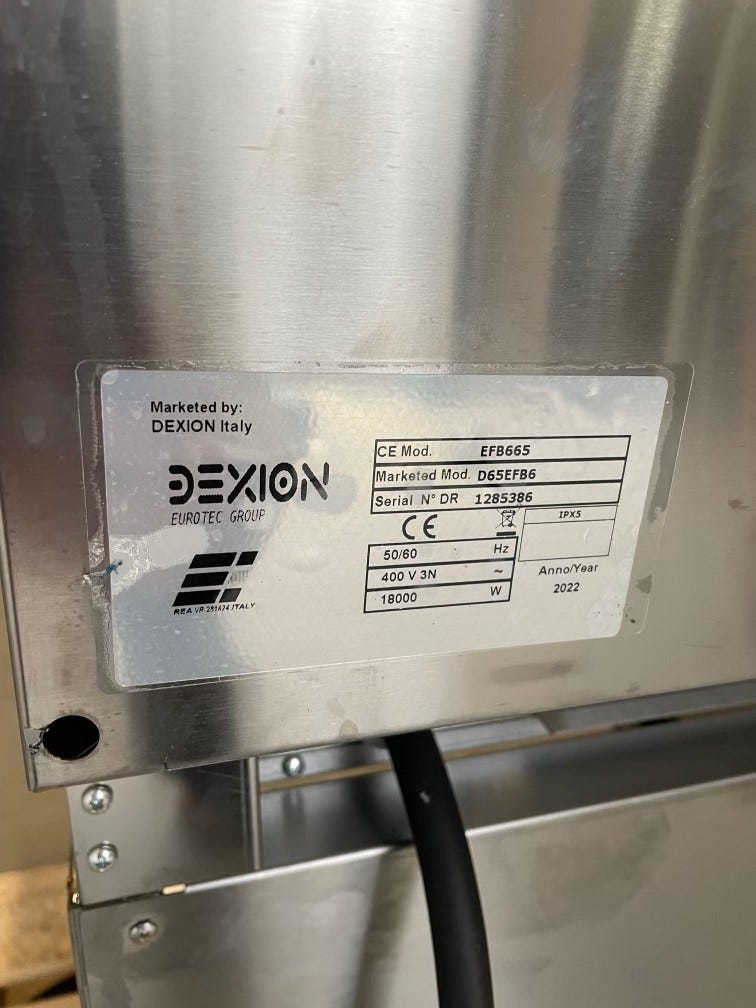 Marketed by:
DEXION Italy
DEXION
EUROTEC GROUP
REA VR 281824 ITALY
CE Mod. EFB665
Marketed Mod. D65EFB6
Serial N° DR 1285386
CE
IPX5
50/60 Hz
400 V 3N ~
18000 W
Anno/Year
2022